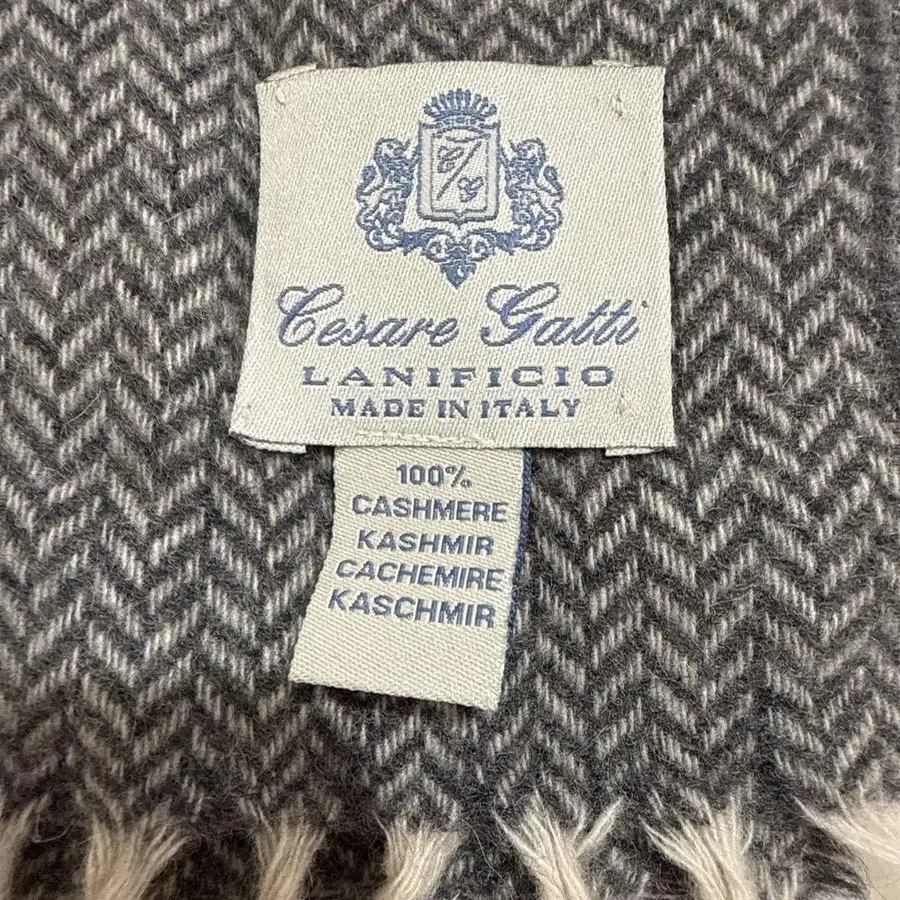 C/G
Cesare Gatti
LANIFICIO
MADE IN ITALY
100%
CASHMERE
KASHMIR
CACHEMIRE
KASCHMIR